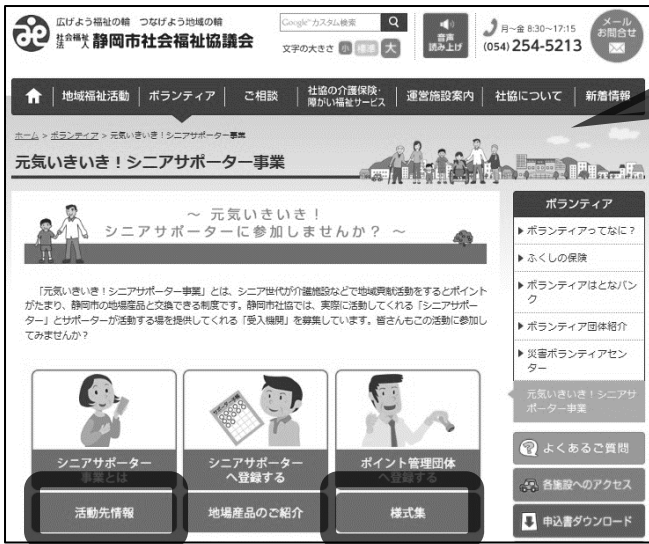 広げよう福祉の輪 つなげよう地域の輪
社会福祉法人 静岡市社会福祉協議会
Google カスタム検索
文字の大きさ 小 標準 大
音声
読み上げ
月～金 8:30～17:15
(054) 254-5213
メール
お問合せ
地域福祉活動
ボランティア
ご相談
社協の介護保険・
障がい福祉サービス
運営施設案内
社協について
新着情報
ホーム > ボランティア > 元気いきいき!シニアサポーター事業
元気いきいき!シニアサポーター事業
～ 元気いきいき!
シニアサポーターに参加しませんか? ～
「元気いきいき!シニアサポーター事業」とは、シニア世代が介護施設などで地域貢献活動をするとポイント
がたまり、静岡市の地場産品と交換できる制度です。静岡市社協では、実際に活動してくれる「シニアサポー
ター」とサポーターが活動する場を提供してくれる「受入機関」を募集しています。皆さんもこの活動に参加し
てみませんか?
シニアサポーター
事業とは
シニアサポーター
へ登録する
ポイント管理団体
へ登録する
活動先情報
地場産品のご紹介
様式集
ボランティア
ボランティアってなに?
ふくしの保険
ボランティアはとなバン
ク
ボランティア団体紹介
災害ボランティアセン
ター
元気いきいき!シニアサ
ポーター事業
よくあるご質問
各施設へのアクセス
申込書ダウンロード